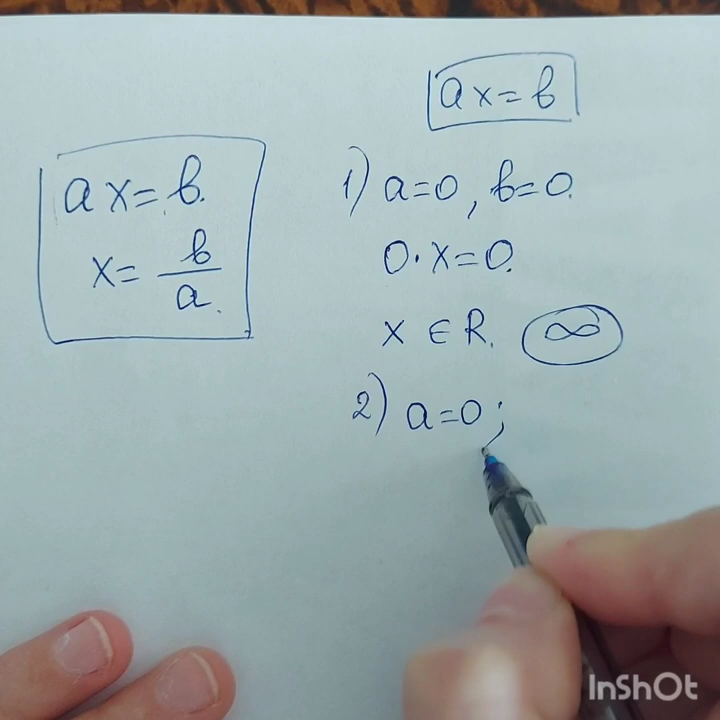 ax=b.
x= b/a.
ax=b
1) a=0, b=0.
0·x=0.
x ∈ R. ∞
2) a=0;
InShOt